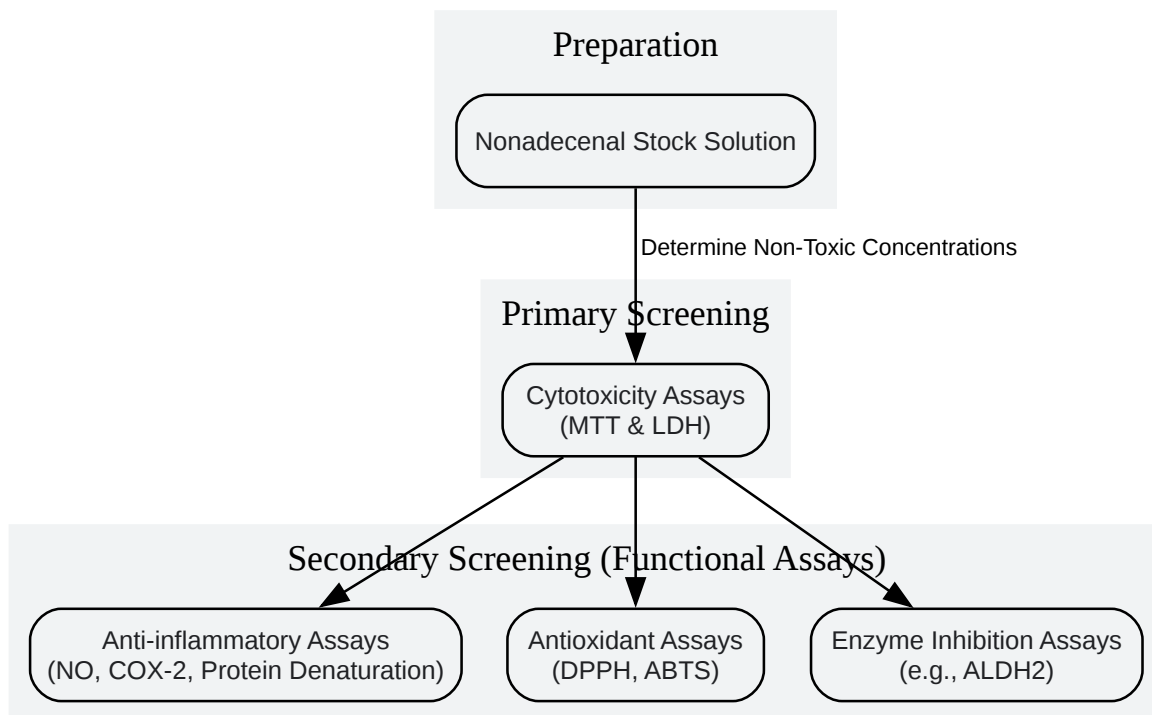 Preparation
Nonadecenal Stock Solution
Determine Non-Toxic Concentrations
Primary Screening
Cytotoxicity Assays
(MTT & LDH)
Secondary Screening (Functional Assays)
Anti-inflammatory Assays
(NO, COX-2, Protein Denaturation)
Antioxidant Assays
(DPPH, ABTS)
Enzyme Inhibition Assays
(e.g., ALDH2)